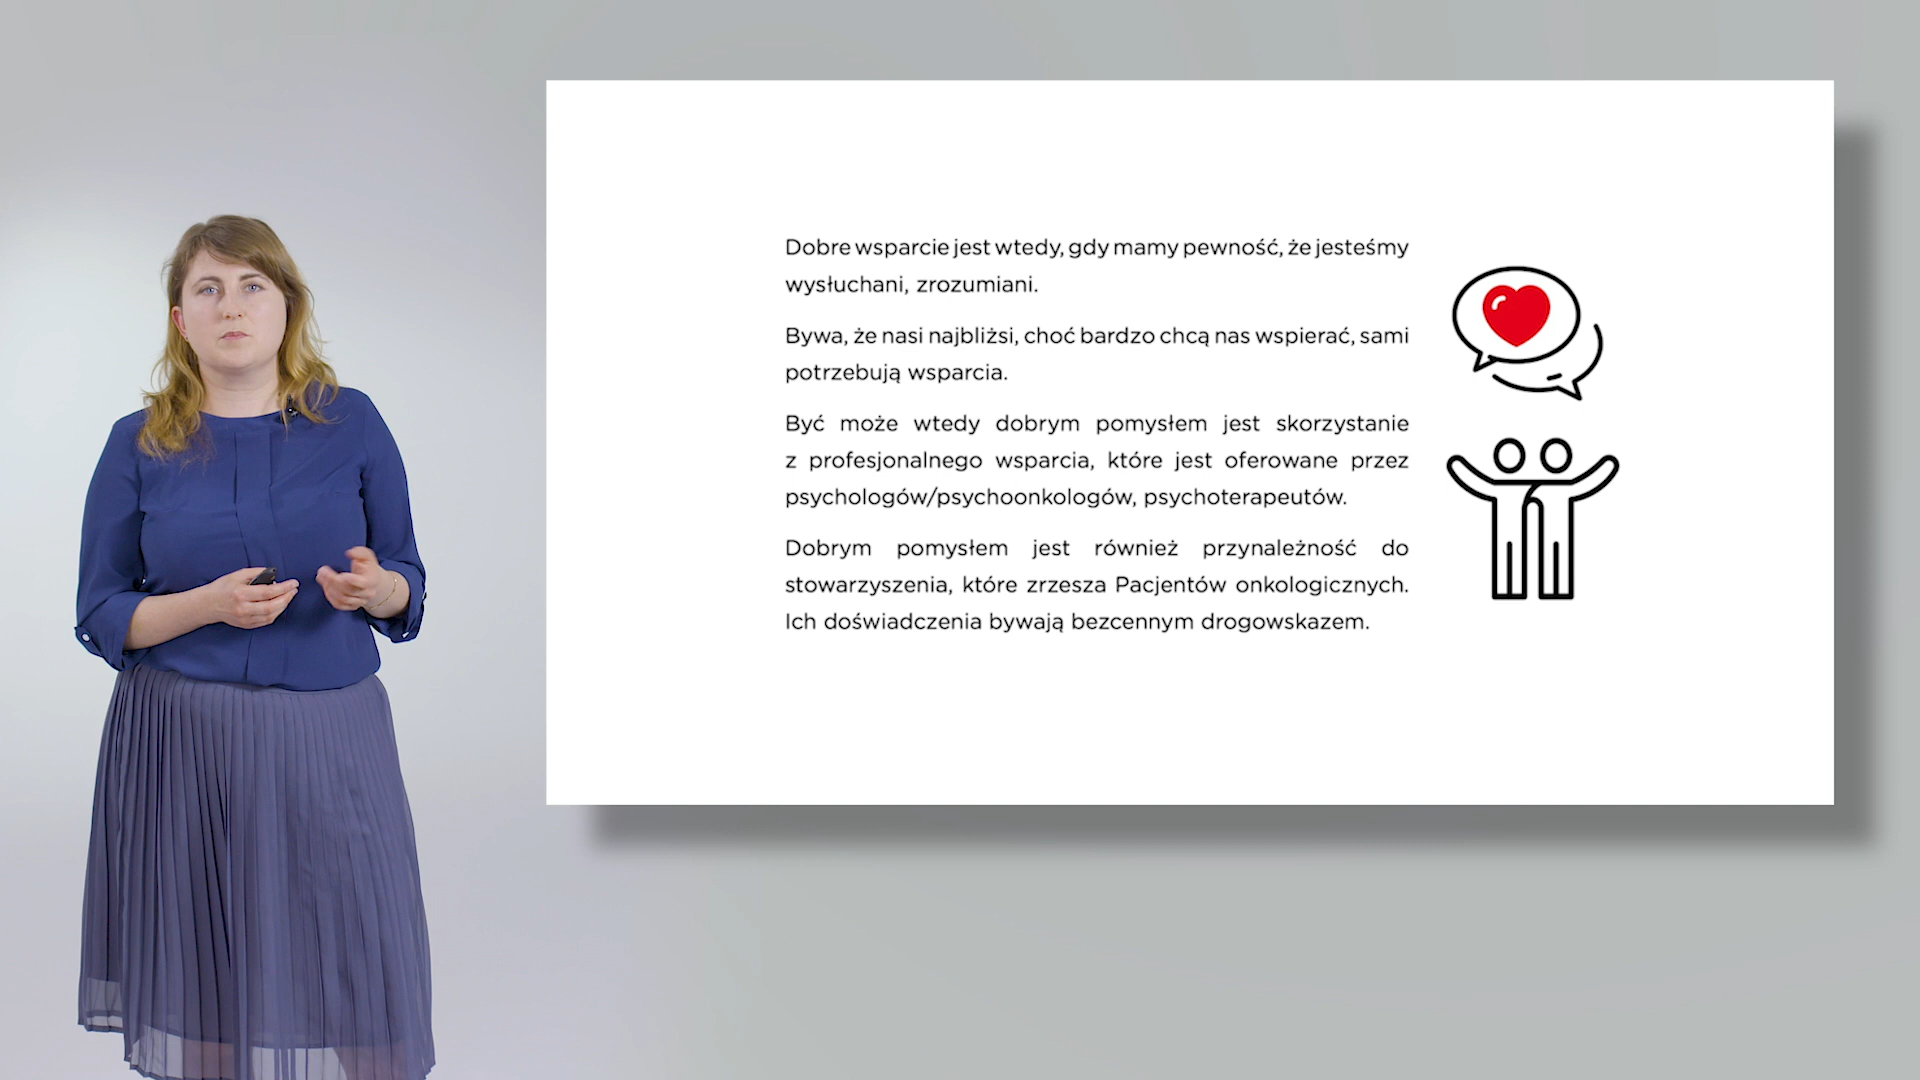 Dobre wsparcie jest wtedy, gdy mamy pewność, że jesteśmy
wysłuchani, zrozumiani.
Bywa, że nasi najbliżsi, choć bardzo chcą nas wspierać, sami
potrzebują wsparcia.
Być może wtedy dobrym pomysłem jest skorzystanie
z profesjonalnego wsparcia, które jest oferowane przez
psychologów/psychoonkologów, psychoterapeutów.
Dobrym pomysłem jest również przynależność do
stowarzyszenia, które zrzesza Pacjentów onkologicznych.
Ich doświadczenia bywają bezcennym drogowskazem.